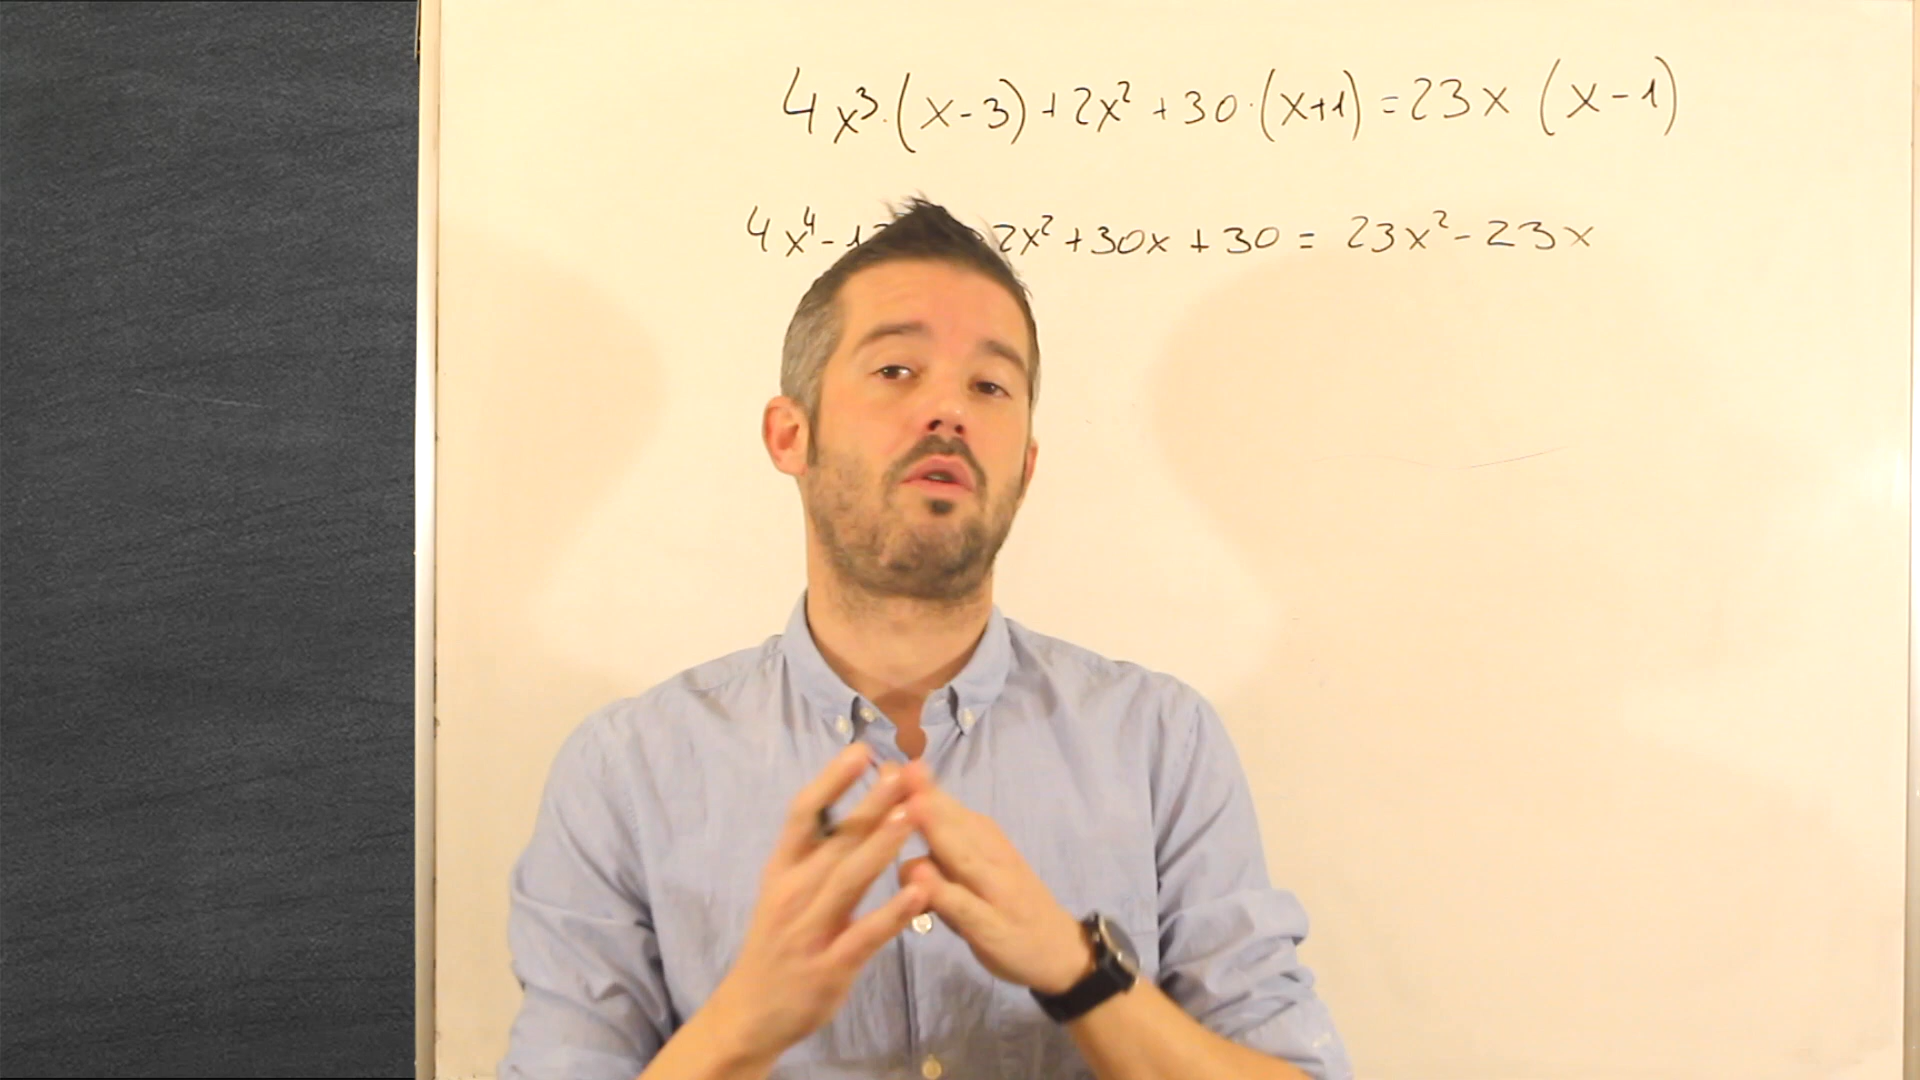 4x³·(x-3)+2x²+30·(x+1)=23x(x-1)
4x⁴-1 2x²+30x+30=23x²-23x